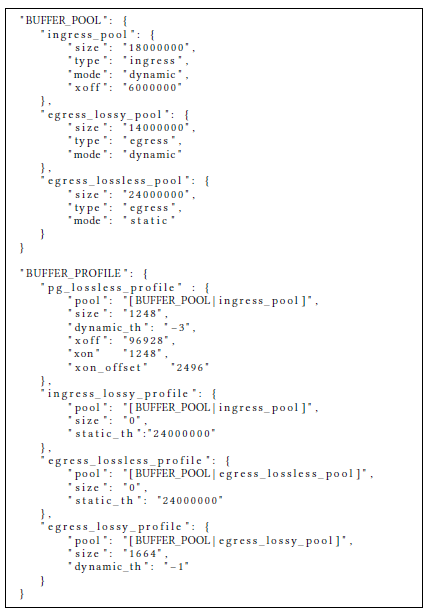 "BUFFER_POOL": {
"ingress_pool": {
"size": "18000000",
"type": "ingress",
"mode": "dynamic",
"xoff": "6000000"
},
"egress_lossy_pool": {
"size": "14000000",
"type": "egress",
"mode": "dynamic"
},
"egress_lossless_pool": {
"size": "24000000",
"type": "egress",
"mode": "static"
}
}
"BUFFER_PROFILE": {
"pg_lossless_profile" : {
"pool": "[BUFFER_POOL|ingress_pool]",
"size": "1248",
"dynamic_th": "-3",
"xoff": "96928",
"xon" "1248",
"xon_offset" "2496"
},
"ingress_lossy_profile": {
"pool": "[BUFFER_POOL|ingress_pool]",
"size": "0",
"static_th":"24000000"
},
"egress_lossless_profile": {
"pool": "[BUFFER_POOL|egress_lossless_pool]",
"size": "0",
"static_th": "24000000"
},
"egress_lossy_profile": {
"pool": "[BUFFER_POOL|egress_lossy_pool]",
"size": "1664",
"dynamic_th": "-1"
}
}